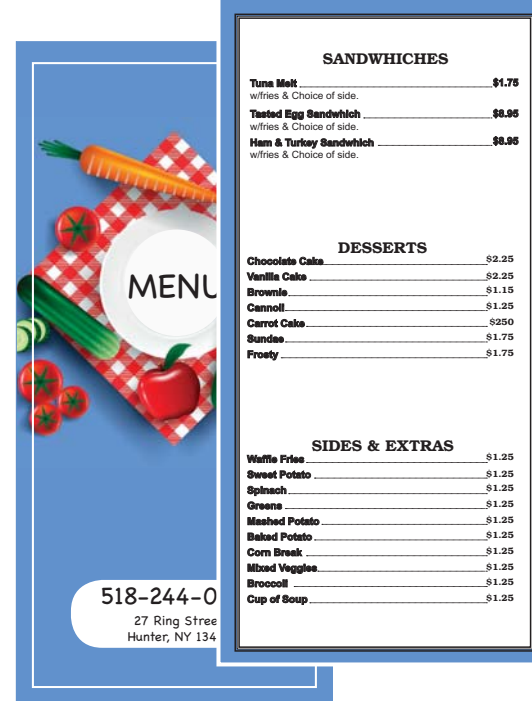 MENU
518-244-0
27 Ring Stree
Hunter, NY 134
SANDWHICHES
Tuna Melt $1.75
w/fries & Choice of side.
Tasted Egg Sandwhich $8.95
w/fries & Choice of side.
Ham & Turkey Sandwhich $8.95
w/fries & Choice of side.
DESSERTS
Chocolate Cake $2.25
Vanilla Cake $2.25
Brownie $1.15
Cannoli $1.25
Carrot Cake $250
Sundae $1.75
Frosty $1.75
SIDES & EXTRAS
Waffle Fries $1.25
Sweet Potato $1.25
Spinach $1.25
Greens $1.25
Mashed Potato $1.25
Baked Potato $1.25
Corn Break $1.25
Mixed Veggies $1.25
Broccoli $1.25
Cup of Soup $1.25